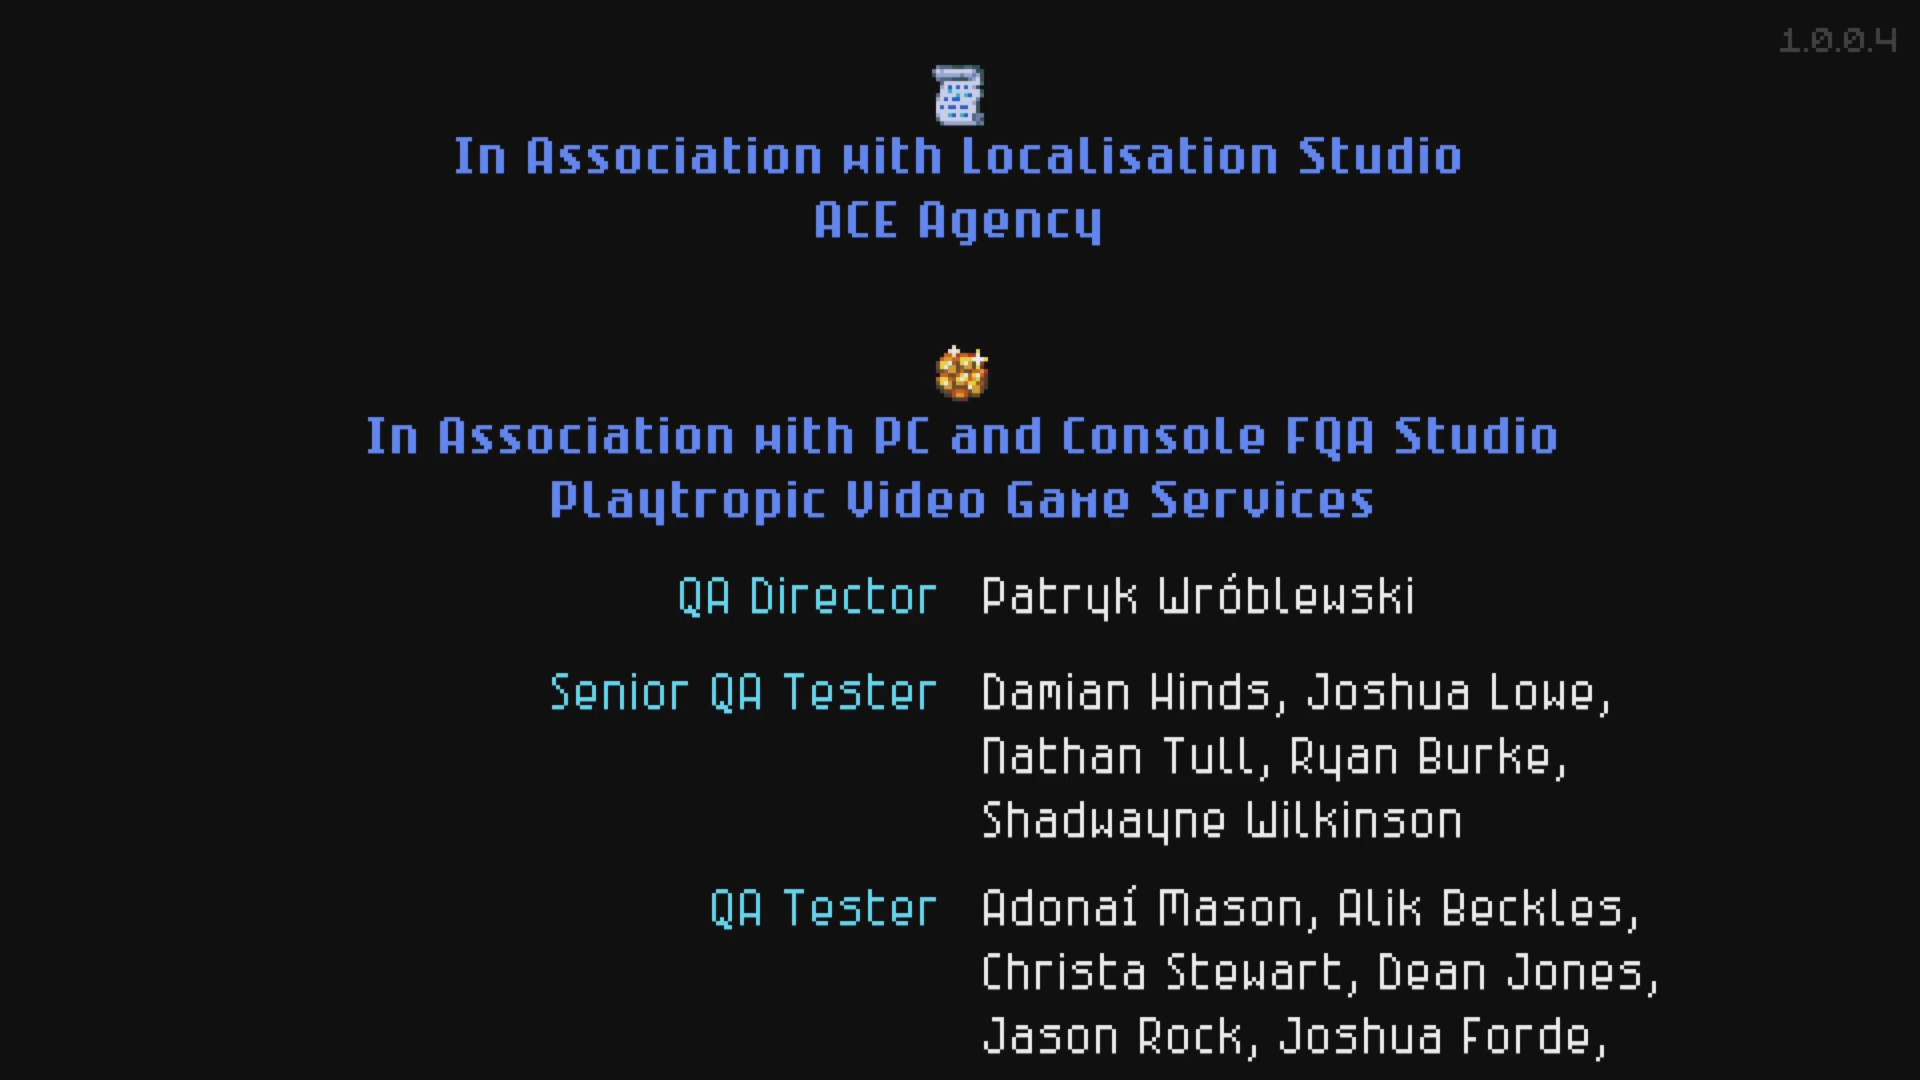 1.0.0.4
In Association with Localisation Studio
ACE Agency
In Association with PC and Console FQA Studio
Playtropic Video Game Services
QA Director Patryk Wróblewski
Senior QA Tester Damian Hinds, Joshua Lowe,
Nathan Tull, Ryan Burke,
Shadwayne Wilkinson
QA Tester Adonaí Mason, Alik Beckles,
Christa Stewart, Dean Jones,
Jason Rock, Joshua Forde,